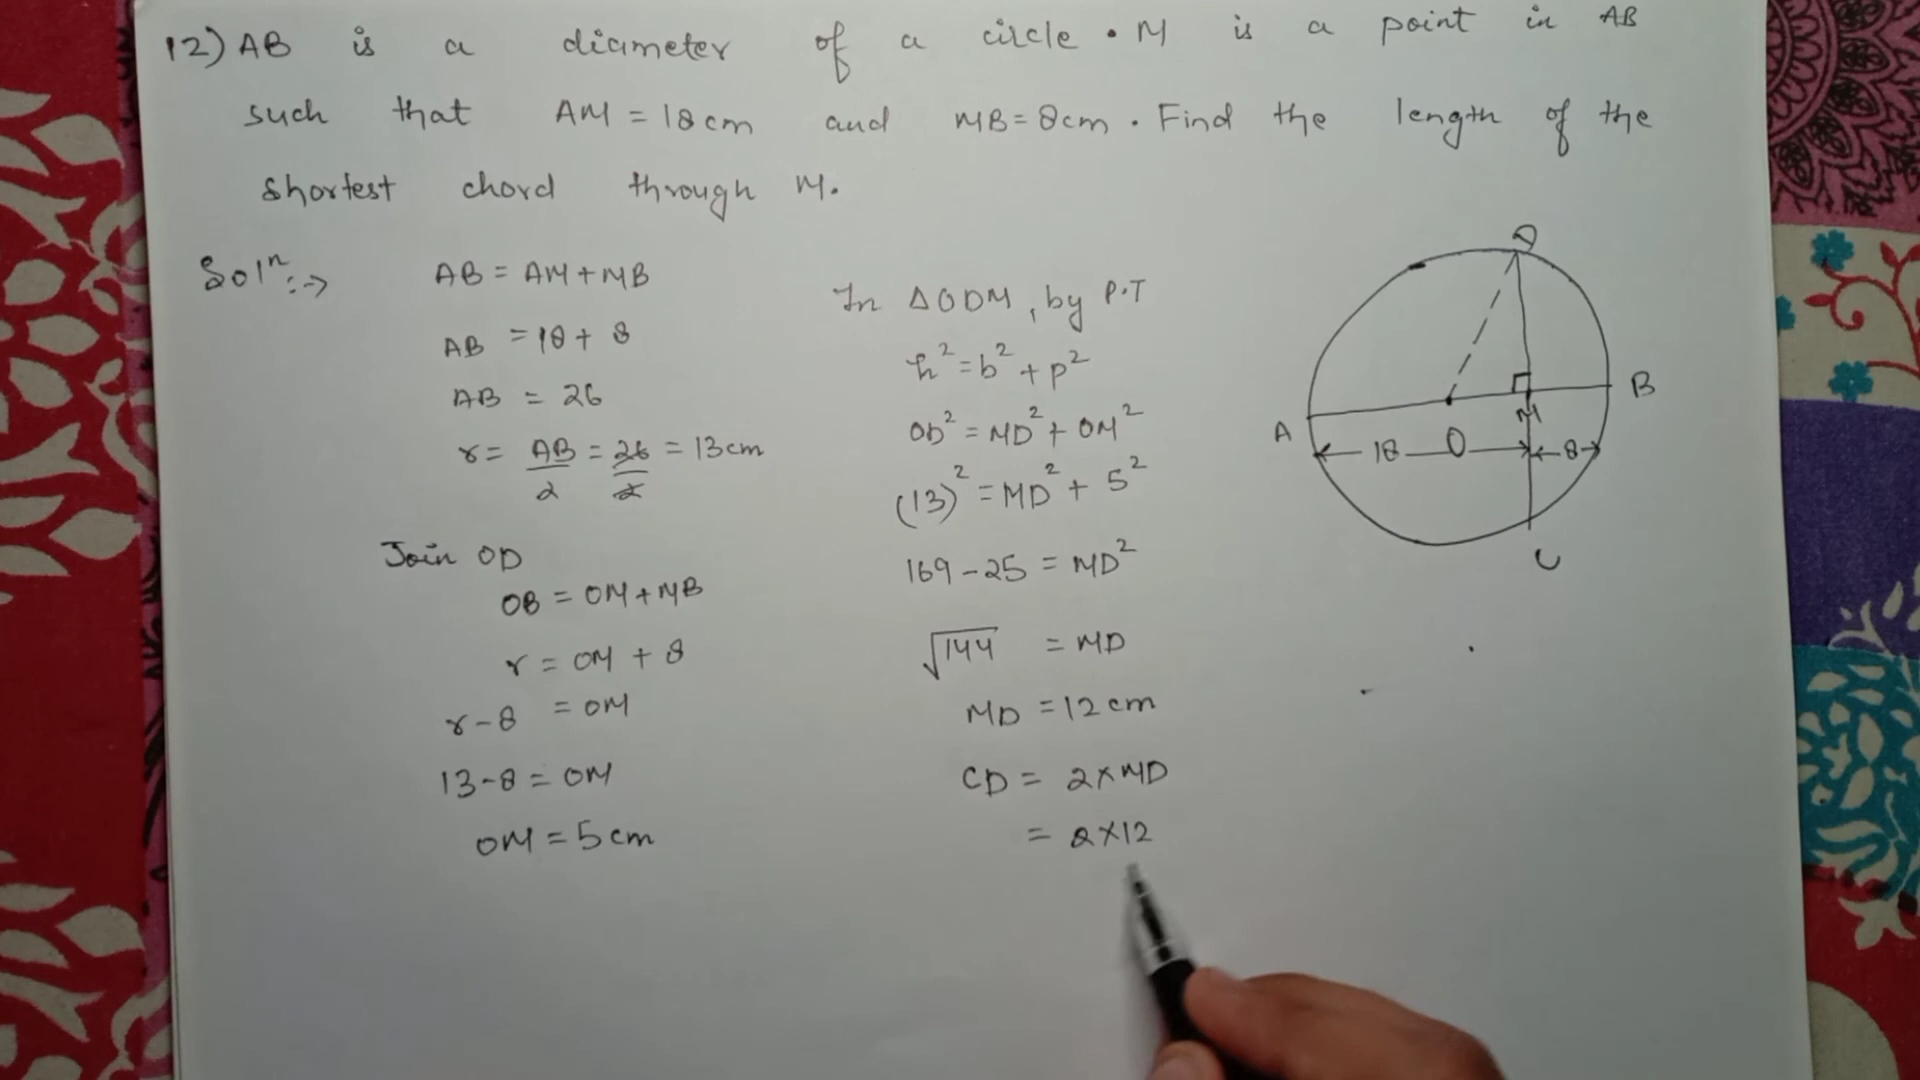 12) AB is a diameter of a circle . M is a point in AB
such that AM = 18 cm and MB = 8cm . Find the length of the
shortest chord through M.
Solⁿ :->
AB = AM + MB
AB = 18 + 8
AB = 26
r = AB/2 = 26/2 = 13 cm
Join OD
OB = OM + MB
r = OM + 8
r - 8 = OM
13 - 8 = OM
OM = 5 cm
In △ODM, by P.T
h² = b² + p²
OD² = MD² + OM²
(13)² = MD² + 5²
169 - 25 = MD²
√144 = MD
MD = 12 cm
CD = 2 × MD
= 2 × 12
D
B
M
A
18 O 8
C